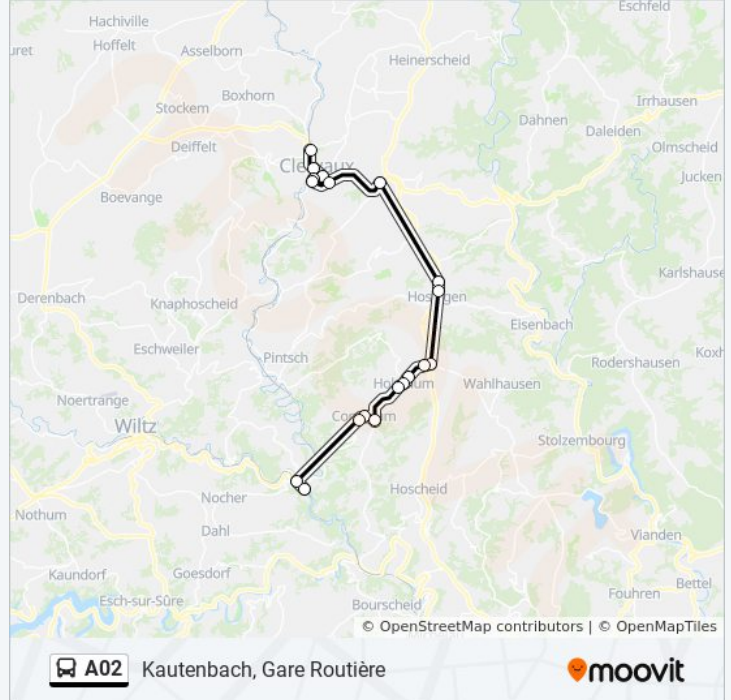 Eschfeld
Hachiville
Hoffelt
Asselborn
Heinerscheid
Boxhorn
Stockem
Irrhausen
Dahnen
Daleiden
Deiffelt
Olmscheid
Jucken
Boevange
Karlshause
Derenbach
Knaphoscheid
Eisenbach
Eschweiler
Pintsch
Rodershausen
Wahlhausen
Noertrange
Wiltz
Stolzembourg
Nocher
Hoscheid
Nothum
Dahl
Vianden
Kaundorf
Goesdorf
Bettel
Esch-sur-Sûre
Bourscheid
Fouhren
© OpenStreetMap contributors | © OpenMapTiles
A02 Kautenbach, Gare Routière
moovit